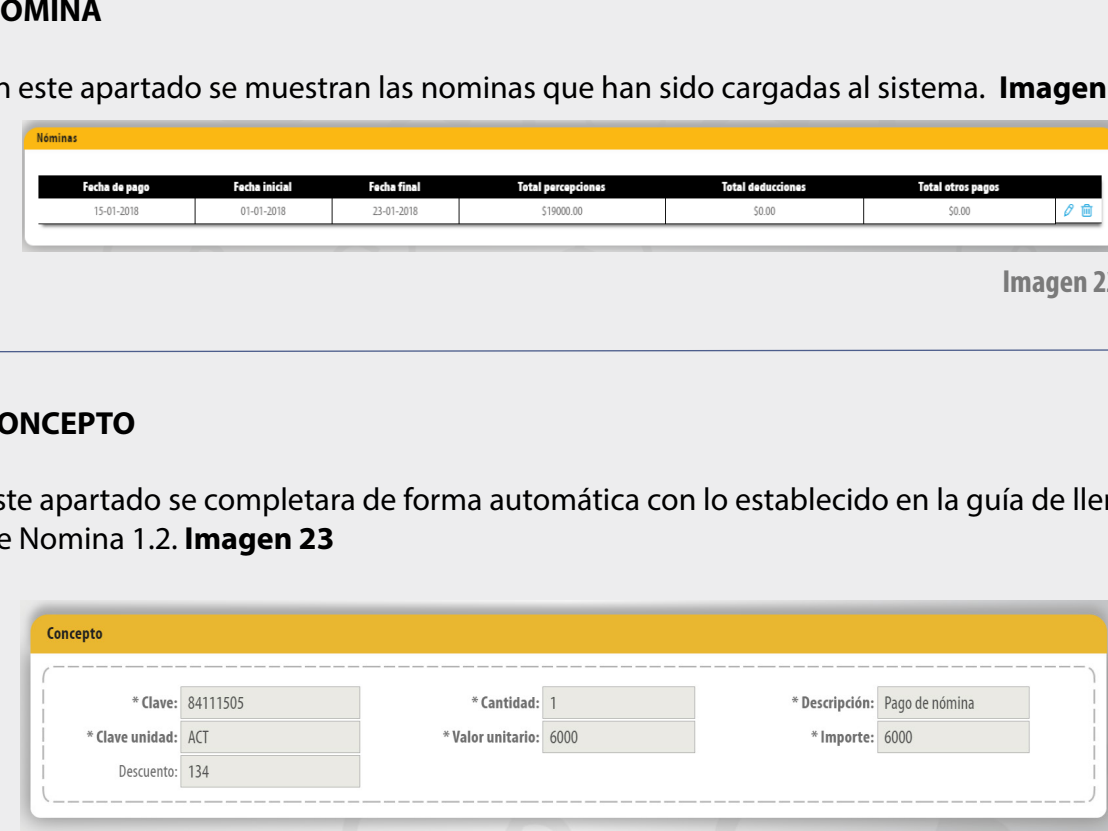 OMINA
n este apartado se muestran las nominas que han sido cargadas al sistema. Imagen
Nóminas
Fecha de pago Fecha inicial Fecha final Total percepciones Total deducciones Total otros pagos
15-01-2018 01-01-2018 23-01-2018 $19000.00 $0.00 $0.00
Imagen 22
ONCEPTO
ste apartado se completara de forma automática con lo establecido en la guía de llen
e Nomina 1.2. Imagen 23
Concepto
* Clave: 84111505 * Cantidad: 1 * Descripción: Pago de nómina
* Clave unidad: ACT * Valor unitario: 6000 * Importe: 6000
Descuento: 134